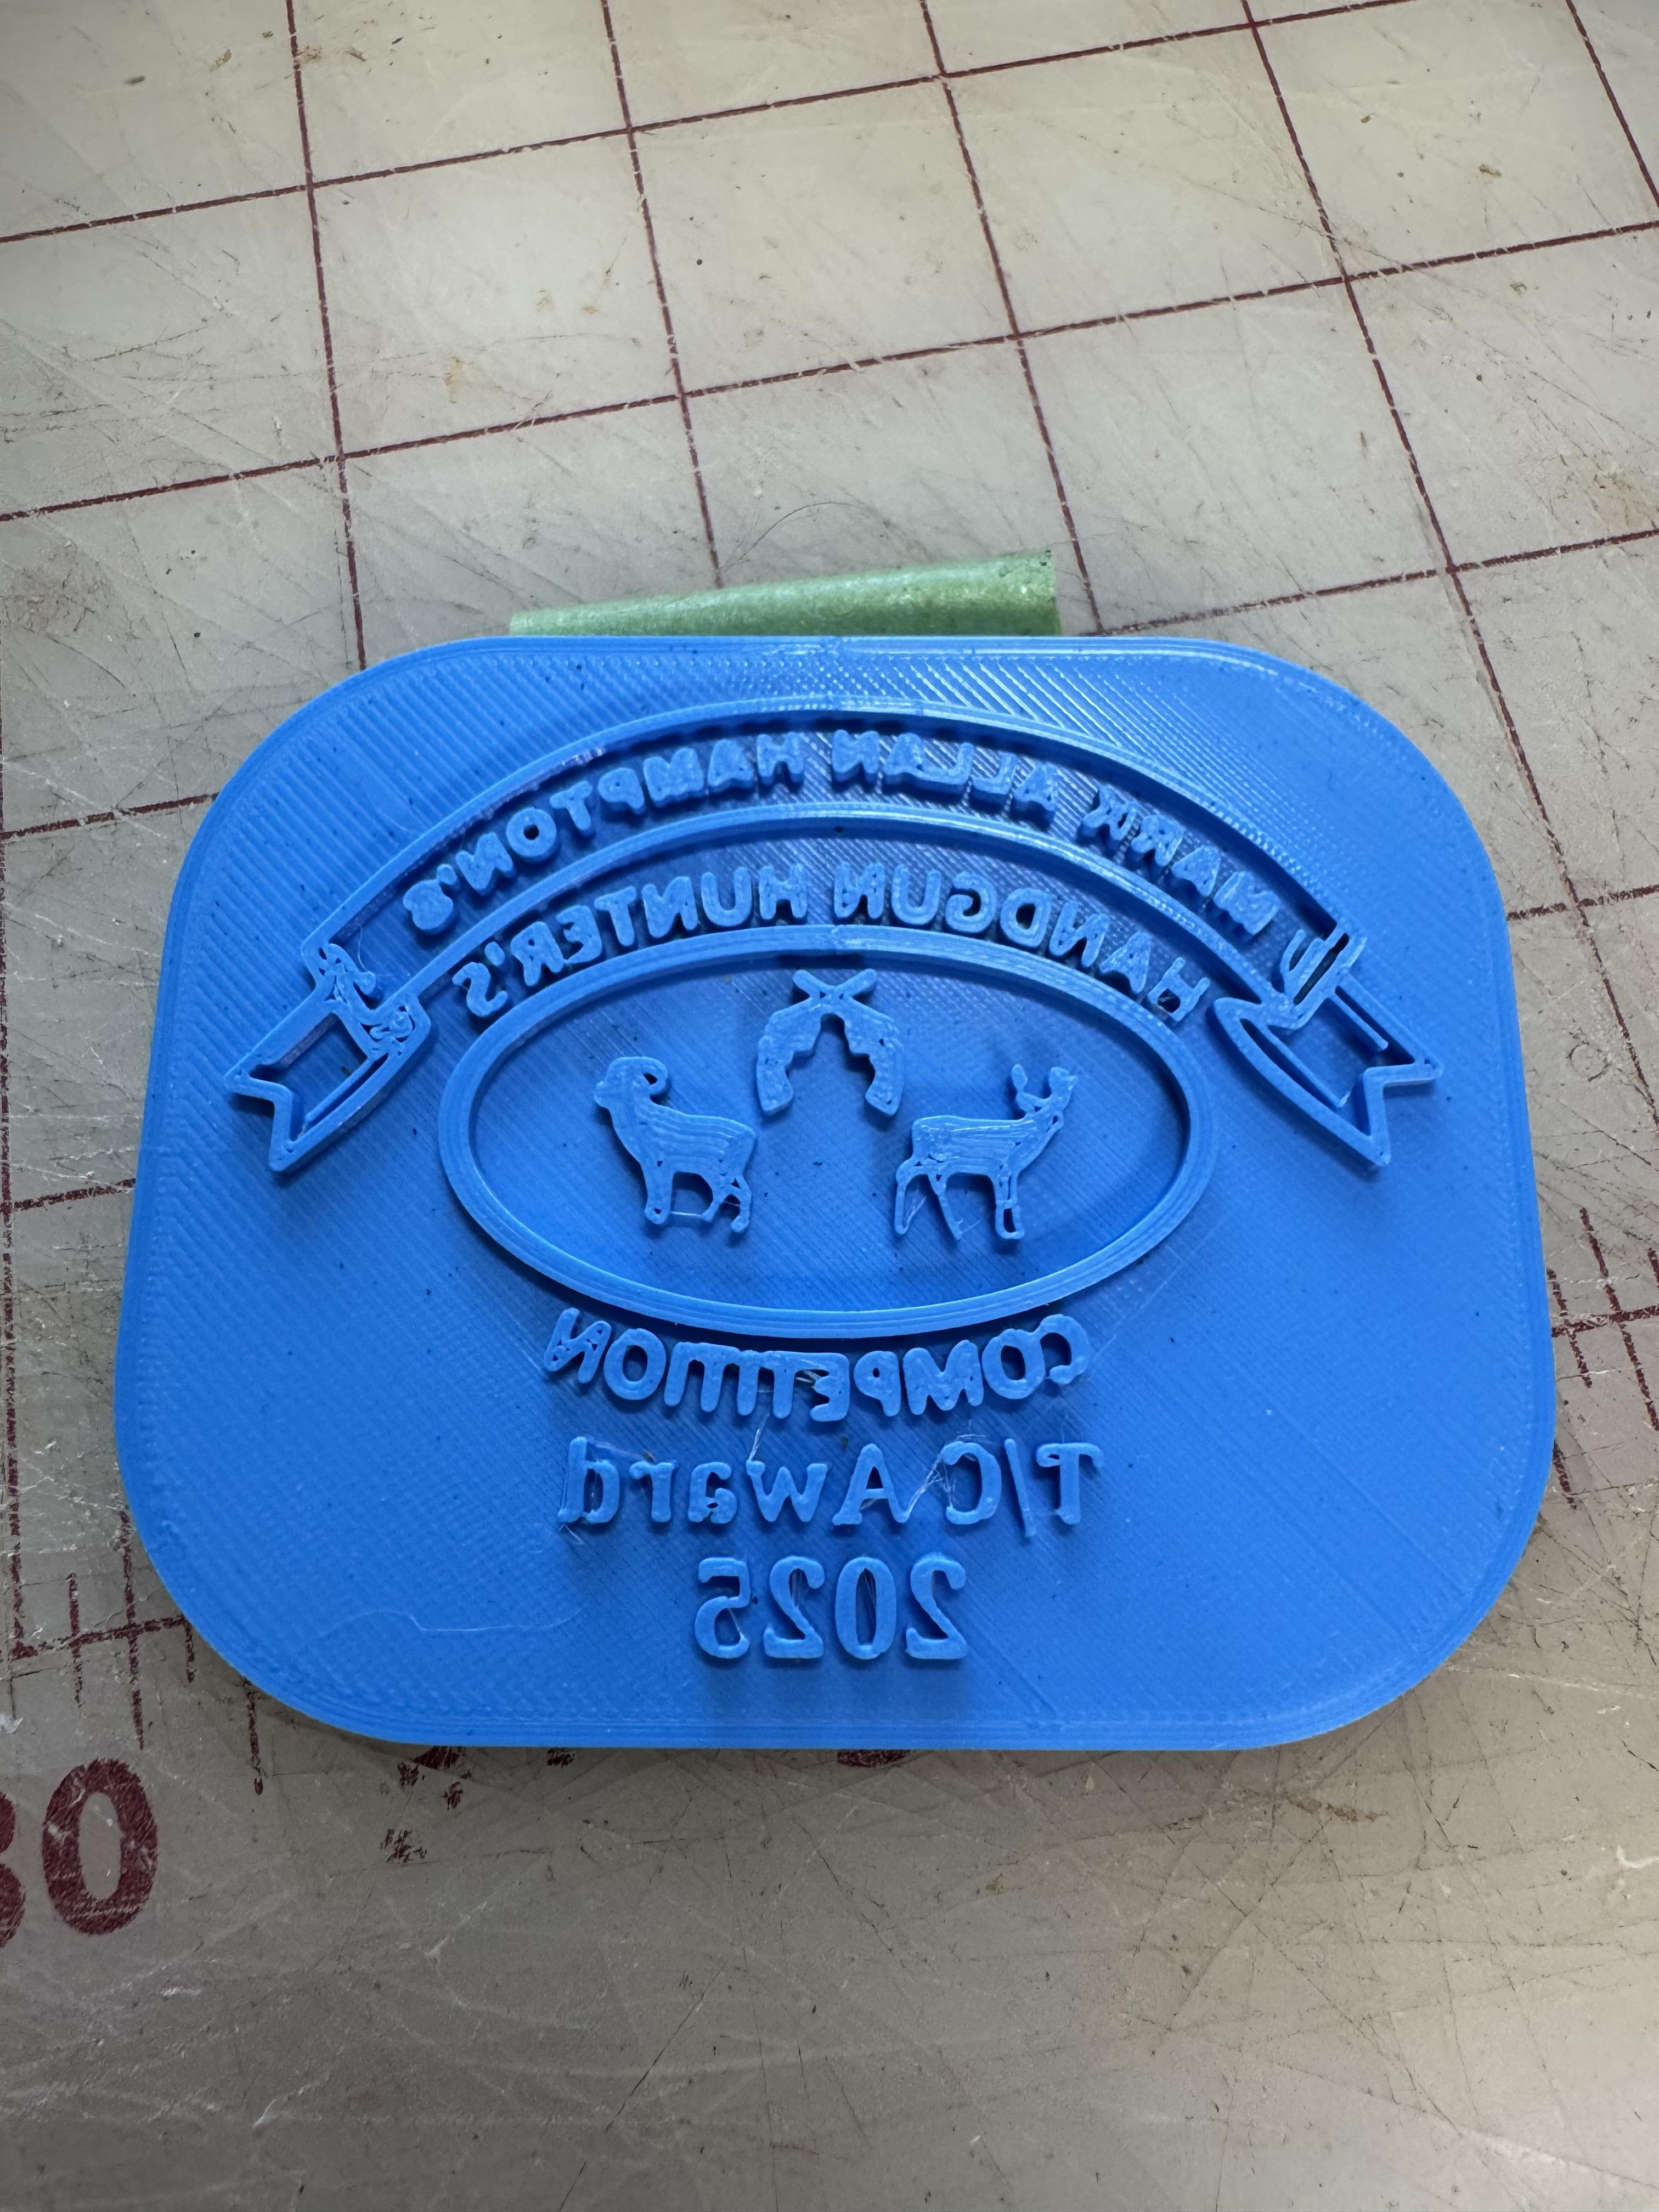 MARK ALLAN HAMPTON'S
HANDGUN HUNTER'S
COMPETITION
T/C Award
2025